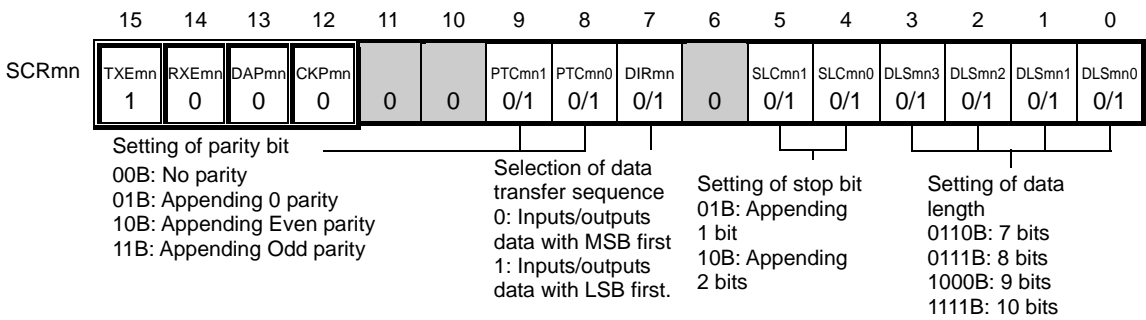 15 14 13 12 11 10 9 8 7 6 5 4 3 2 1 0
SCRmn TXEmn RXEmn DAPmn CKPmn PTCmn1 PTCmn0 DIRmn SLCmn1 SLCmn0 DLSmn3 DLSmn2 DLSmn1 DLSmn0
1 0 0 0 0 0 0/1 0/1 0/1 0 0/1 0/1 0/1 0/1 0/1 0/1
Setting of parity bit
00B: No parity
01B: Appending 0 parity
10B: Appending Even parity
11B: Appending Odd parity
Selection of data
transfer sequence
0: Inputs/outputs
data with MSB first
1: Inputs/outputs
data with LSB first.
Setting of stop bit
01B: Appending
1 bit
10B: Appending
2 bits
Setting of data
length
0110B: 7 bits
0111B: 8 bits
1000B: 9 bits
1111B: 10 bits